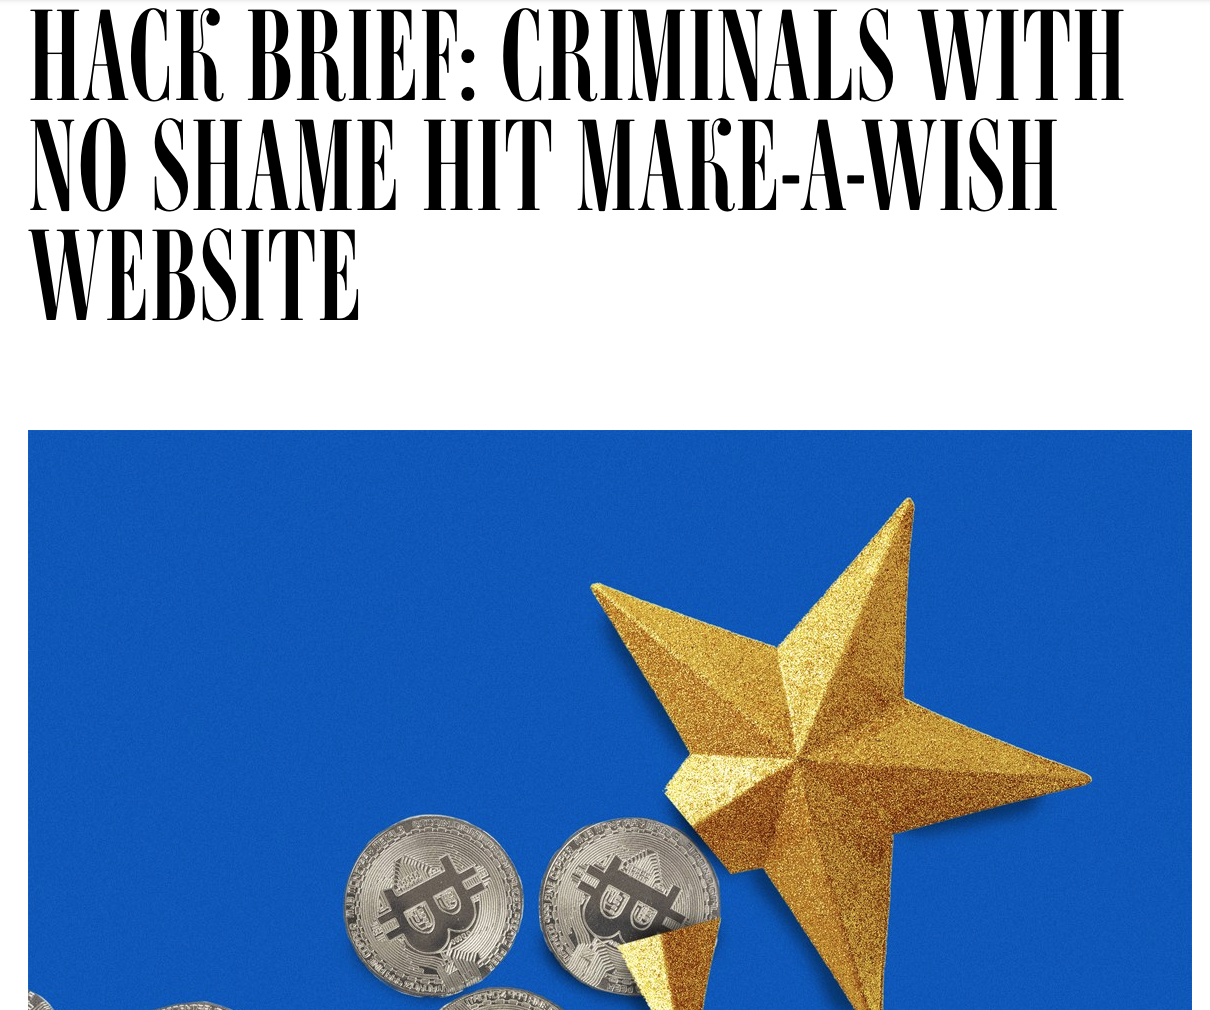 HACK BRIEF: CRIMINALS WITH
NO SHAME HIT MAKE-A-WISH
WEBSITE